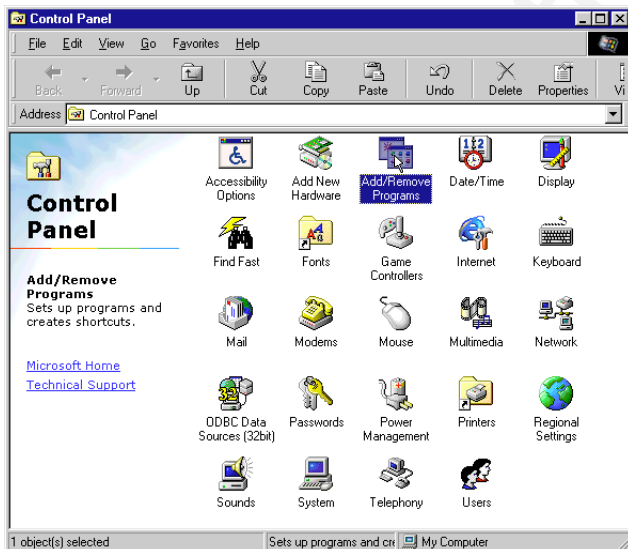 Control Panel
File Edit View Go Favorites Help
Back Forward Up Cut Copy Paste Undo Delete Properties Vi
Address Control Panel
Control
Panel
Add/Remove
Programs
Sets up programs and
creates shortcuts.
Microsoft Home
Technical Support
Accessibility
Options
Add New
Hardware
Add/Remove
Programs
Date/Time
Display
Find Fast
Fonts
Game
Controllers
Internet
Keyboard
Mail
Modems
Mouse
Multimedia
Network
ODBC Data
Sources (32bit)
Passwords
Power
Management
Printers
Regional
Settings
Sounds
System
Telephony
Users
1 object(s) selected
Sets up programs and cre
My Computer